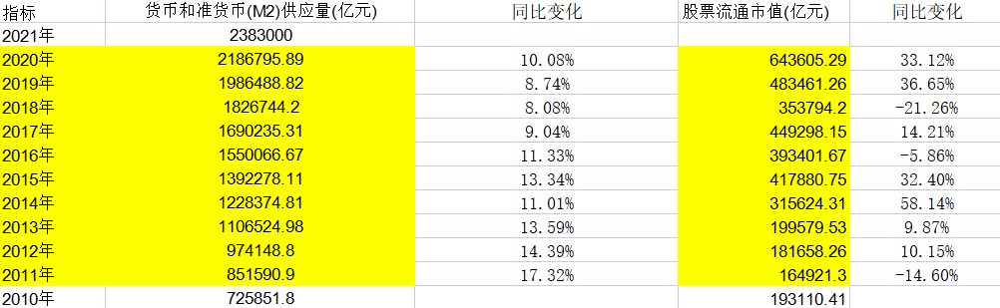 指标 货币和准货币(M2)供应量(亿元) 同比变化 股票流通市值(亿元) 同比变化
2021年 2383000
2020年 2186795.89 10.08% 643605.29 33.12%
2019年 1986488.82 8.74% 483461.26 36.65%
2018年 1826744.2 8.08% 353794.2 -21.26%
2017年 1690235.31 9.04% 449298.15 14.21%
2016年 1550066.67 11.33% 393401.67 -5.86%
2015年 1392278.11 13.34% 417880.75 32.40%
2014年 1228374.81 11.01% 315624.31 58.14%
2013年 1106524.98 13.59% 199579.53 9.87%
2012年 974148.8 14.39% 181658.26 10.15%
2011年 851590.9 17.32% 164921.3 -14.60%
2010年 725851.8 193110.41